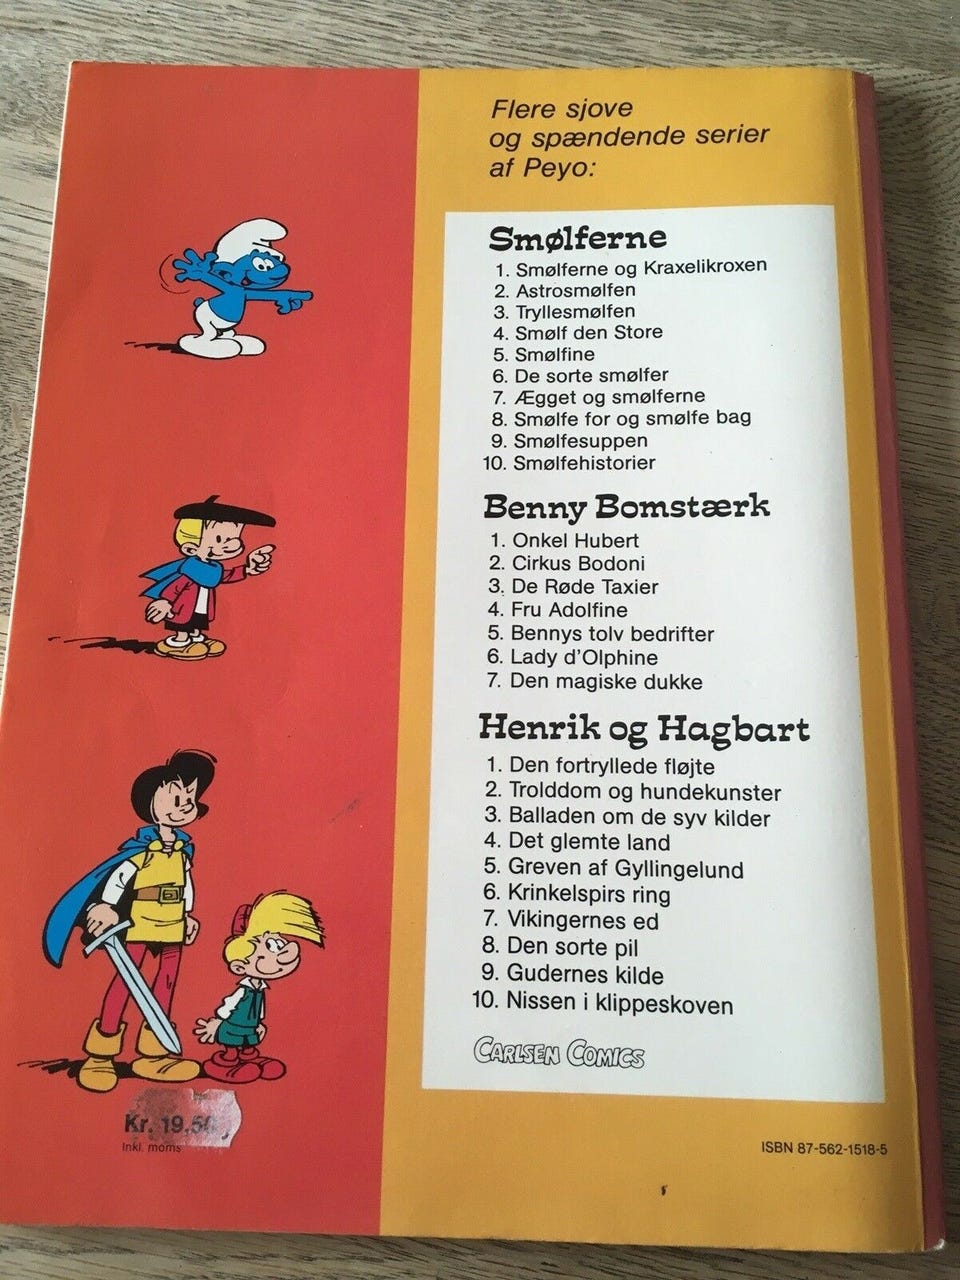 Flere sjove
og spændende serier
af Peyo:
Smølferne
1. Smølferne og Kraxelikroxen
2. Astrosmølfen
3. Tryllesmølfen
4. Smølf den Store
5. Smølfine
6. De sorte smølfer
7. Ægget og smølferne
8. Smølfe for og smølfe bag
9. Smølfesuppen
10. Smølfehistorier
Benny Bomstærk
1. Onkel Hubert
2. Cirkus Bodoni
3. De Røde Taxier
4. Fru Adolfine
5. Bennys tolv bedrifter
6. Lady d'Olphine
7. Den magiske dukke
Henrik og Hagbart
1. Den fortryllede fløjte
2. Trolddom og hundekunster
3. Balladen om de syv kilder
4. Det glemte land
5. Greven af Gyllingelund
6. Krinkelspirs ring
7. Vikingernes ed
8. Den sorte pil
9. Gudernes kilde
10. Nissen i klippeskoven
CARLSEN COMICS
Kr. 19,50
Inkl. moms
ISBN 87-562-1518-5